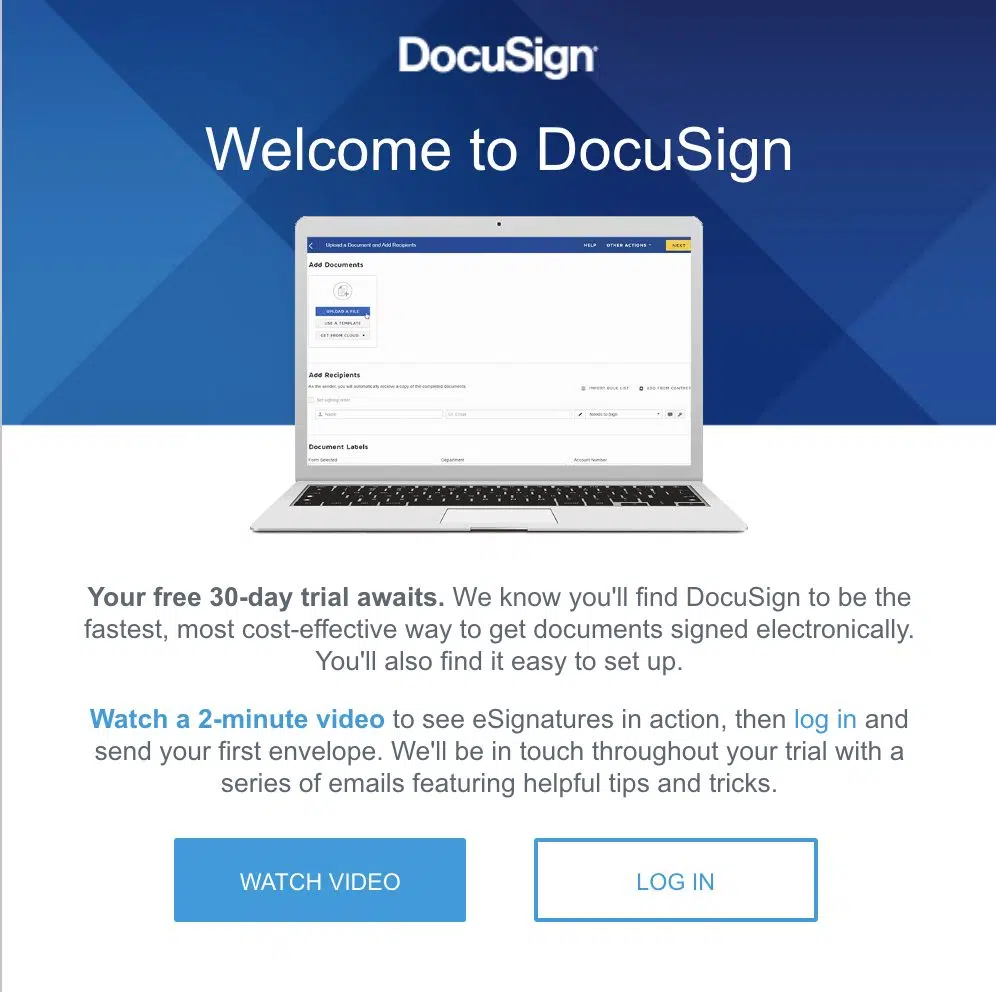 DocuSign
Welcome to DocuSign
Upload a Document and Add Recipients
HELP
OTHER ACTIONS
NEXT
Add Documents
UPLOAD A FILE
USE A TEMPLATE
GET FROM CLOUD
Add Recipients
As the sender, you will automatically receive a copy of the completed documents
IMPORT BULK LIST
ADD FROM CONTACT
Set signing order
Name
Email
Needs to Sign
Document Labels
Form Selected
Department
Account Number
Your free 30-day trial awaits. We know you'll find DocuSign to be the
fastest, most cost-effective way to get documents signed electronically.
You'll also find it easy to set up.
Watch a 2-minute video to see eSignatures in action, then log in and
send your first envelope. We'll be in touch throughout your trial with a
series of emails featuring helpful tips and tricks.
WATCH VIDEO
LOG IN